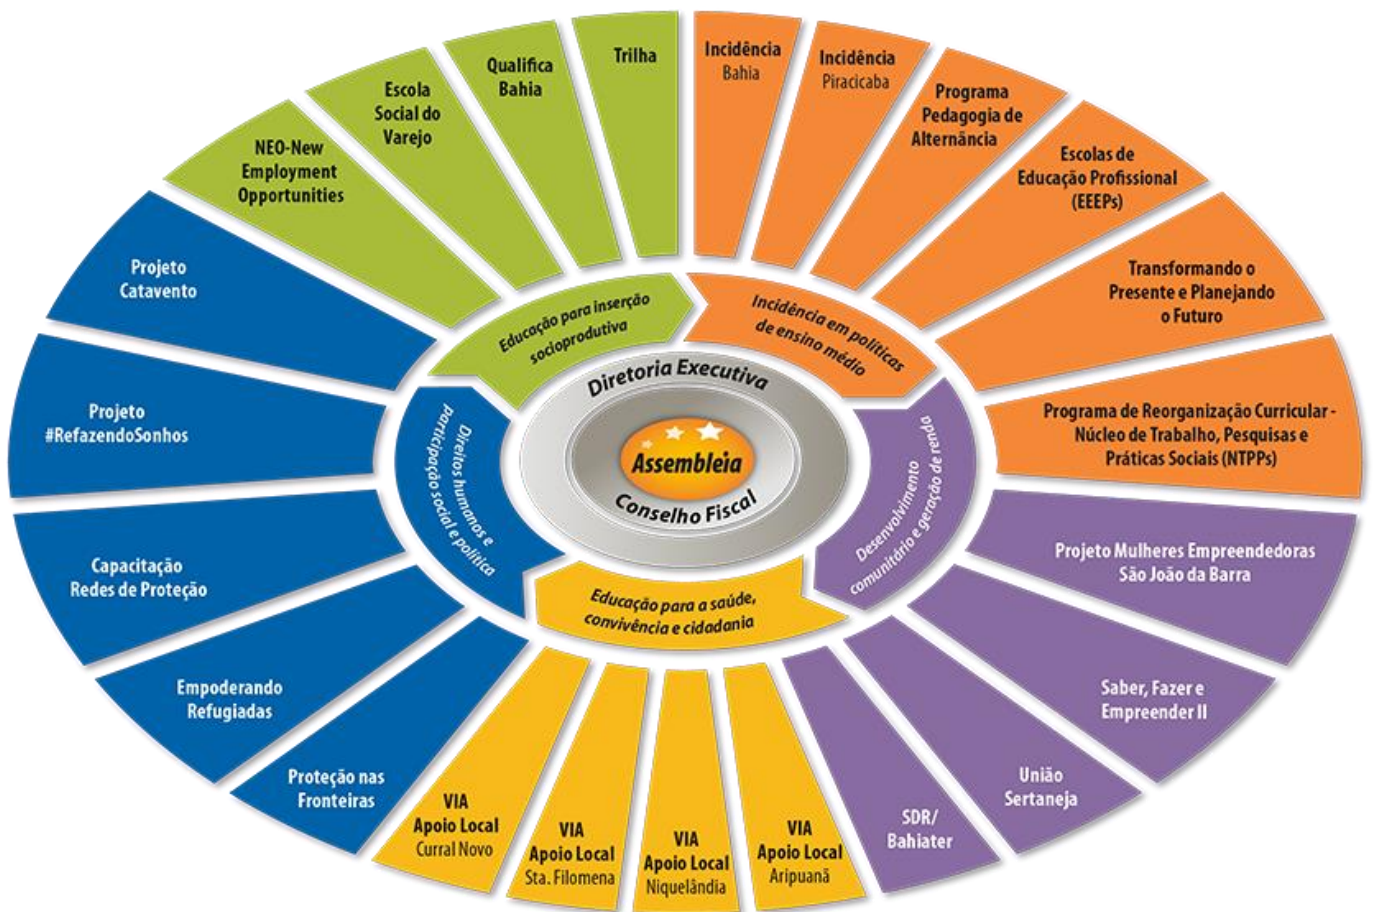 Trilha
Qualifica
Bahia
Escola
Social do
Varejo
NEO-New
Employment
Opportunities
Incidência
Bahia
Incidência
Piracicaba
Programa
Pedagogia de
Alternância
Escolas de
Educação Profissional
(EEEPs)
Transformando o
Presente e Planejando
o Futuro
Programa de Reorganização Curricular -
Núcleo de Trabalho, Pesquisas e
Práticas Sociais (NTPPs)
Projeto Mulheres Empreendedoras
São João da Barra
Saber, Fazer e
Empreender II
União
Sertaneja
SDR/
Bahiater
VIA
Apoio Local
Aripuanã
VIA
Apoio Local
Niquelândia
VIA
Apoio Local
Sta. Filomena
VIA
Apoio Local
Curral Novo
Proteção nas
Fronteiras
Empoderando
Refugiadas
Capacitação
Redes de Proteção
Projeto
#RefazendoSonhos
Projeto
Catavento
Educação para inserção
socioprodutiva
Incidência em políticas
de ensino médio
Desenvolvimento
comunitário e geração de renda
Educação para a saúde,
convivência e cidadania
Direitos humanos e
participação social e política
Diretoria Executiva
Assembleia
Conselho Fiscal